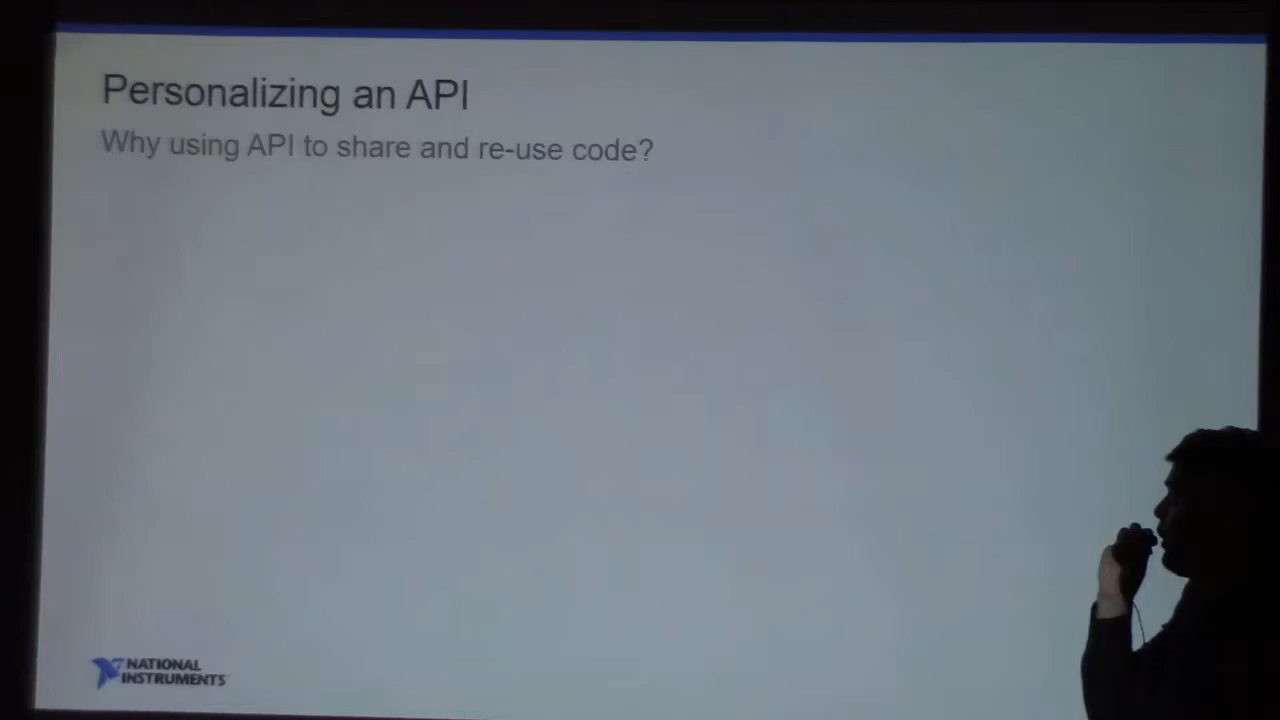 Personalizing an API
Why using API to share and re-use code?
NATIONAL
INSTRUMENTS